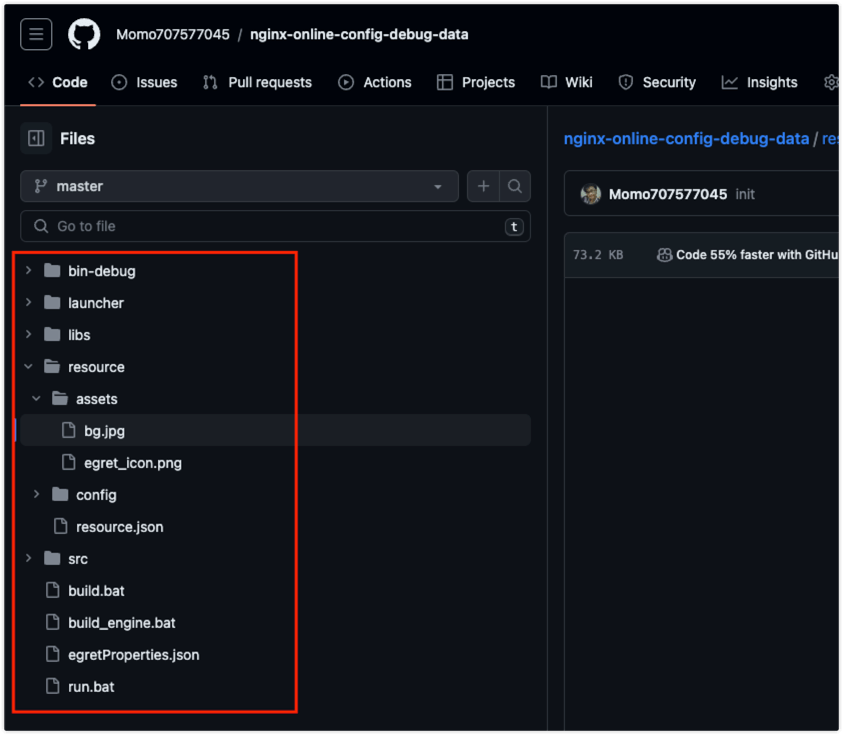 Momo707577045 / nginx-online-config-debug-data
Code Issues Pull requests Actions Projects Wiki Security Insights
Files
master
Go to file t
bin-debug
launcher
libs
resource
assets
bg.jpg
egret_icon.png
config
resource.json
src
build.bat
build_engine.bat
egretProperties.json
run.bat
nginx-online-config-debug-data / res
Momo707577045 init
73.2 KB Code 55% faster with GitHu